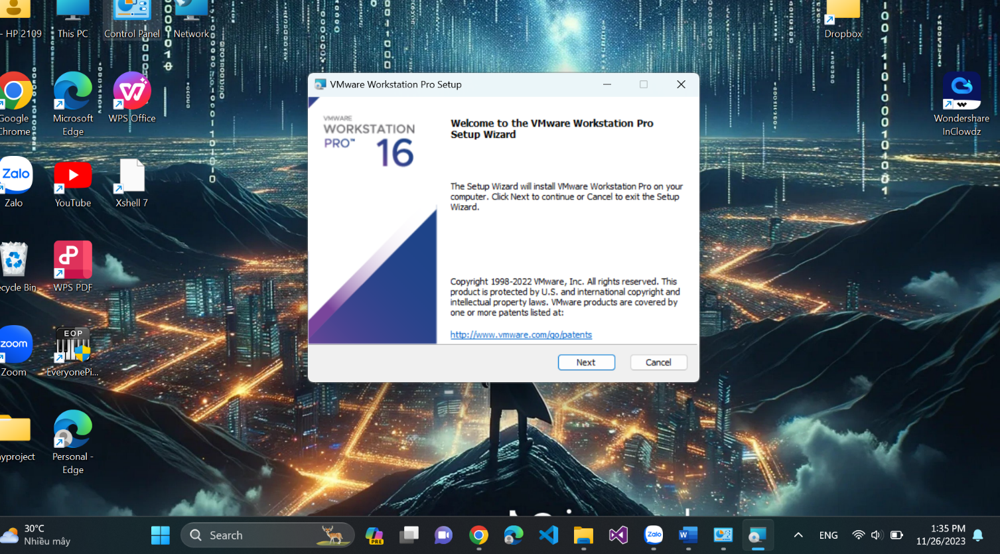 - HP 2109
This PC
Control Panel
Network
Dropbox
Google
Chrome
Microsoft
Edge
WPS Office
Wondershare
InClowdz
Zalo
Zalo
YouTube
Xshell 7
Recycle Bin
WPS PDF
zoom
Zoom
EOP
EveryonePi...
myproject
Personal -
Edge
VMware Workstation Pro Setup
VMWARE
WORKSTATION
PRO™ 16
Welcome to the VMware Workstation Pro
Setup Wizard
The Setup Wizard will install VMware Workstation Pro on your
computer. Click Next to continue or Cancel to exit the Setup
Wizard.
Copyright 1998-2022 VMware, Inc. All rights reserved. This
product is protected by U.S. and international copyright and
intellectual property laws. VMware products are covered by
one or more patents listed at:
http://www.vmware.com/go/patents
Next
Cancel
30°C
Nhiều mây
Search
PRE
Zalo
ENG
1:35 PM
11/26/2023